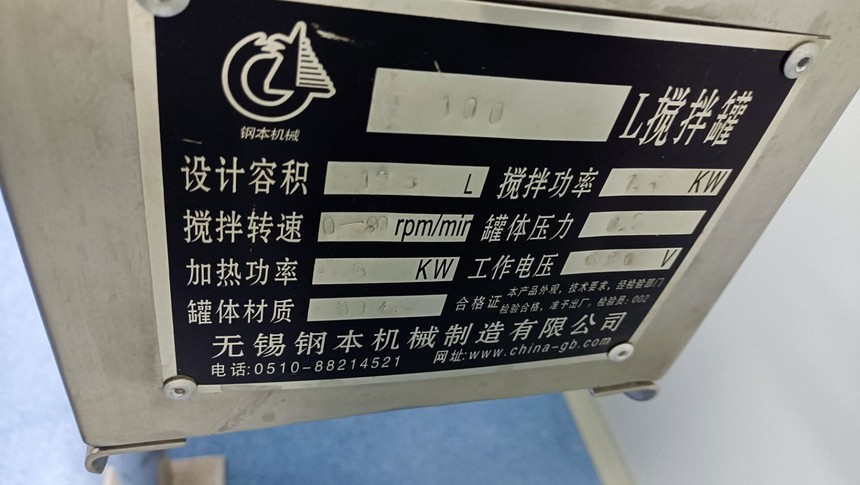 钢本机械
100 L搅拌罐
设计容积 L 搅拌功率 KW
搅拌转速 0-80 rpm/min 罐体压力
加热功率 KW 工作电压 V
罐体材质 合格证 本产品外观，技术要求，经检验部门
检验合格，准予出厂，检验员：002
无锡钢本机械制造有限公司
电话:0510-88214521 网址:www.china-gb.com